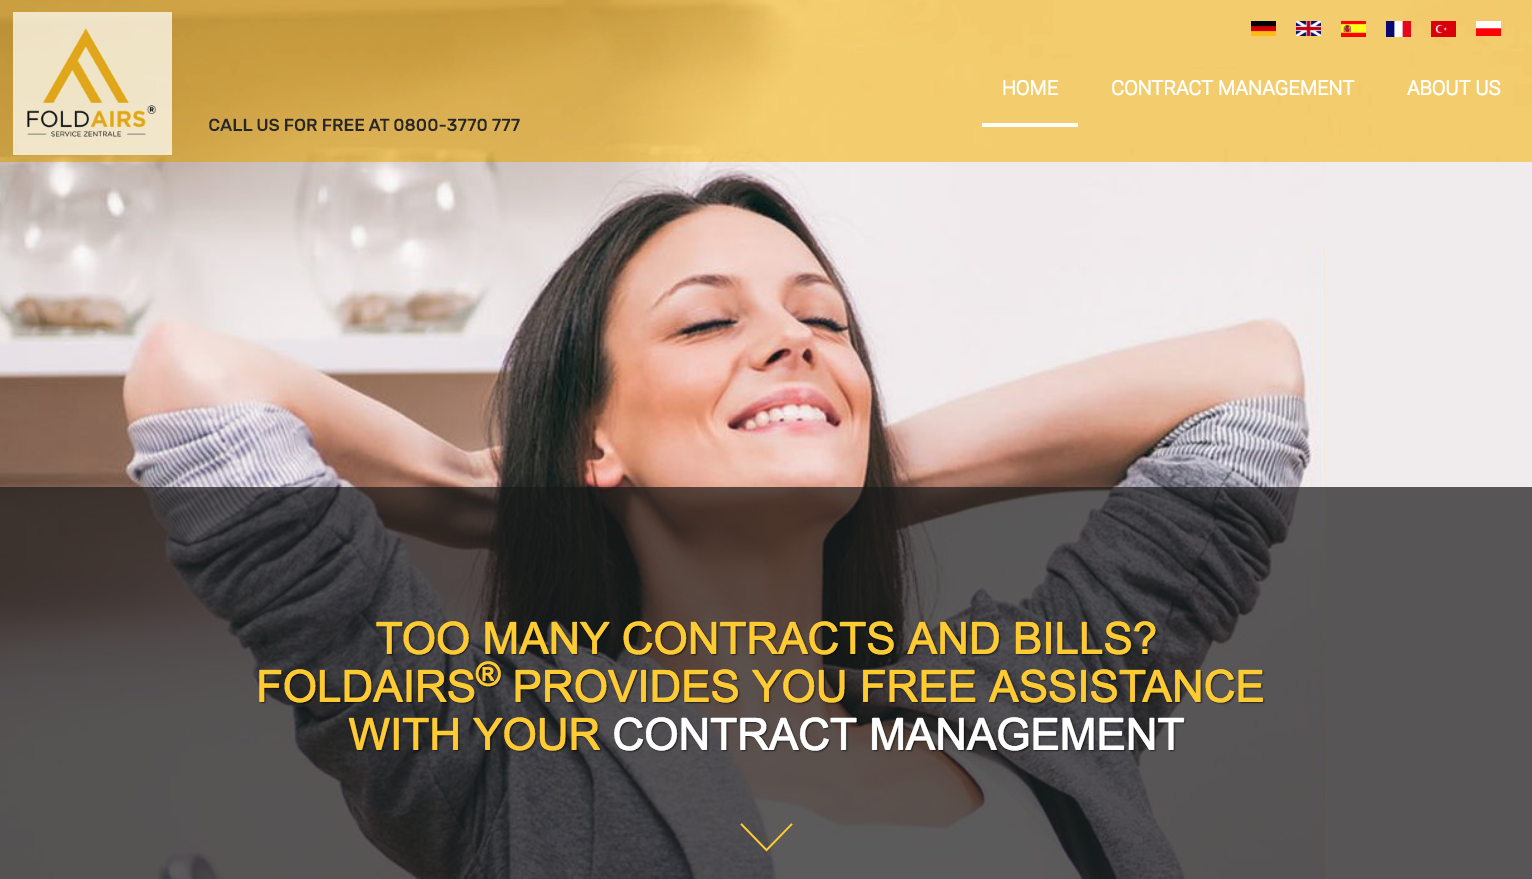 FOLDAIRS®
SERVICE ZENTRALE
CALL US FOR FREE AT 0800-3770 777
HOME
CONTRACT MANAGEMENT
ABOUT US
TOO MANY CONTRACTS AND BILLS?
FOLDAIRS® PROVIDES YOU FREE ASSISTANCE
WITH YOUR CONTRACT MANAGEMENT